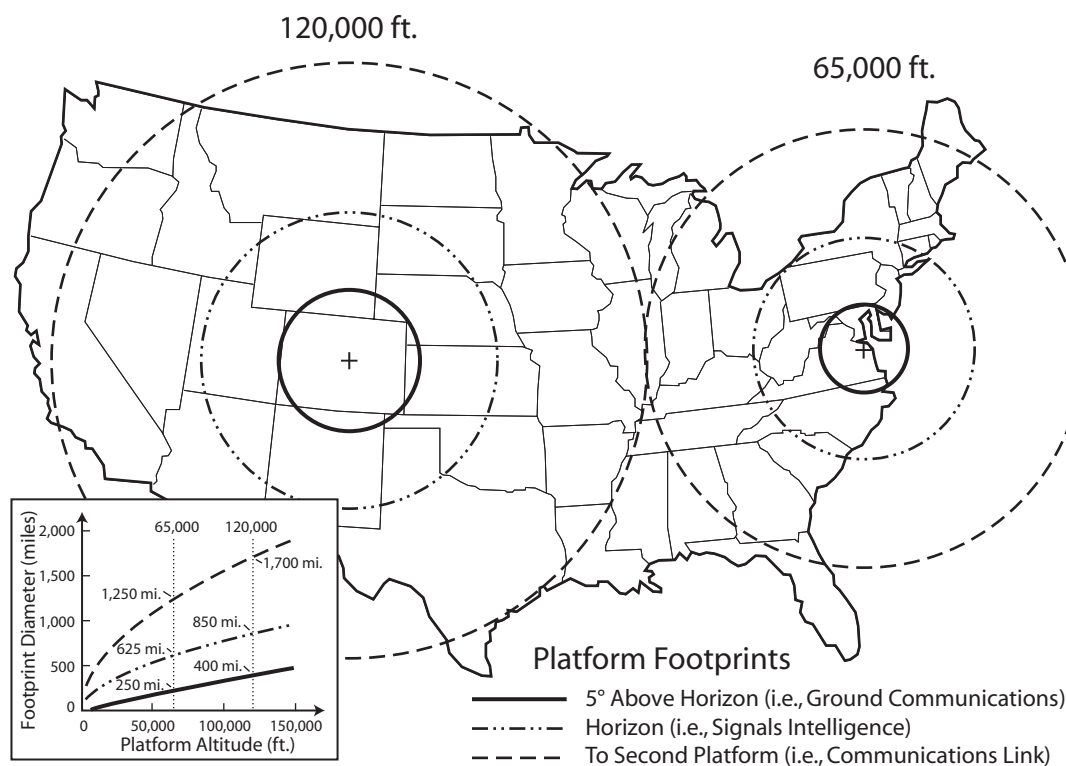 120,000 ft.
65,000 ft.
Footprint Diameter (miles)
2,000
1,500
1,000
500
0
65,000
120,000
1,700 mi.
1,250 mi.
850 mi.
625 mi.
400 mi.
250 mi.
0
50,000
100,000
150,000
Platform Altitude (ft.)
Platform Footprints
5° Above Horizon (i.e., Ground Communications)
Horizon (i.e., Signals Intelligence)
To Second Platform (i.e., Communications Link)